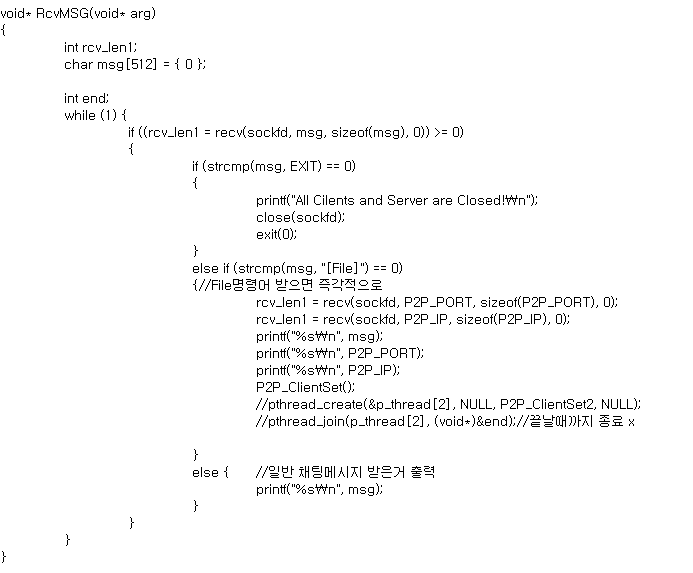 void* RcvMSG(void* arg)
{
int rcv_len1;
char msg[512] = { 0 };
int end;
while (1) {
if ((rcv_len1 = recv(sockfd, msg, sizeof(msg), 0)) >= 0)
{
if (strcmp(msg, EXIT) == 0)
{
printf("All Cilents and Server are Closed!₩n");
close(sockfd);
exit(0);
}
else if (strcmp(msg, "[File]") == 0)
{//File명령어 받으면 즉각적으로
rcv_len1 = recv(sockfd, P2P_PORT, sizeof(P2P_PORT), 0);
rcv_len1 = recv(sockfd, P2P_IP, sizeof(P2P_IP), 0);
printf("%s₩n", msg);
printf("%s₩n", P2P_PORT);
printf("%s₩n", P2P_IP);
P2P_ClientSet();
//pthread_create(&p_thread[2], NULL, P2P_ClientSet2, NULL);
//pthread_join(p_thread[2], (void*)&end);//끝날때까지 종료 x
}
else { //일반 채팅메시지 받은거 출력
printf("%s₩n", msg);
}
}
}
}